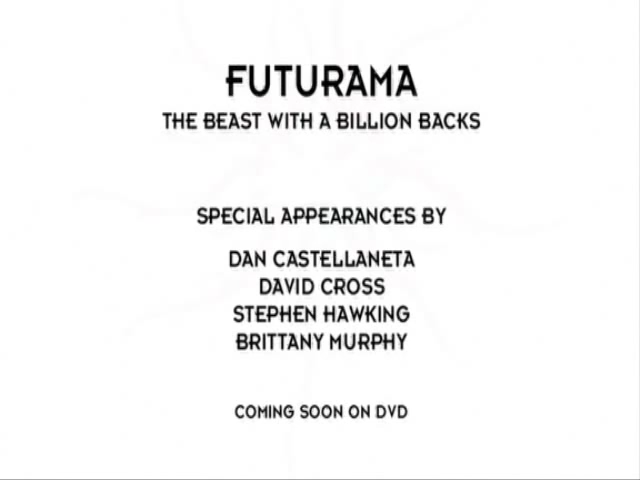 FUTURAMA
THE BEAST WITH A BILLION BACKS
SPECIAL APPEARANCES BY
DAN CASTELLANETA
DAVID CROSS
STEPHEN HAWKING
BRITTANY MURPHY
COMING SOON ON DVD